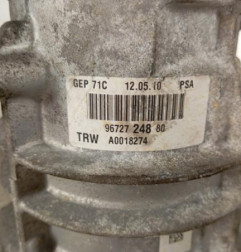 GEP 71C 12.05.10 PSA
96727 248 80
TRW A0018274